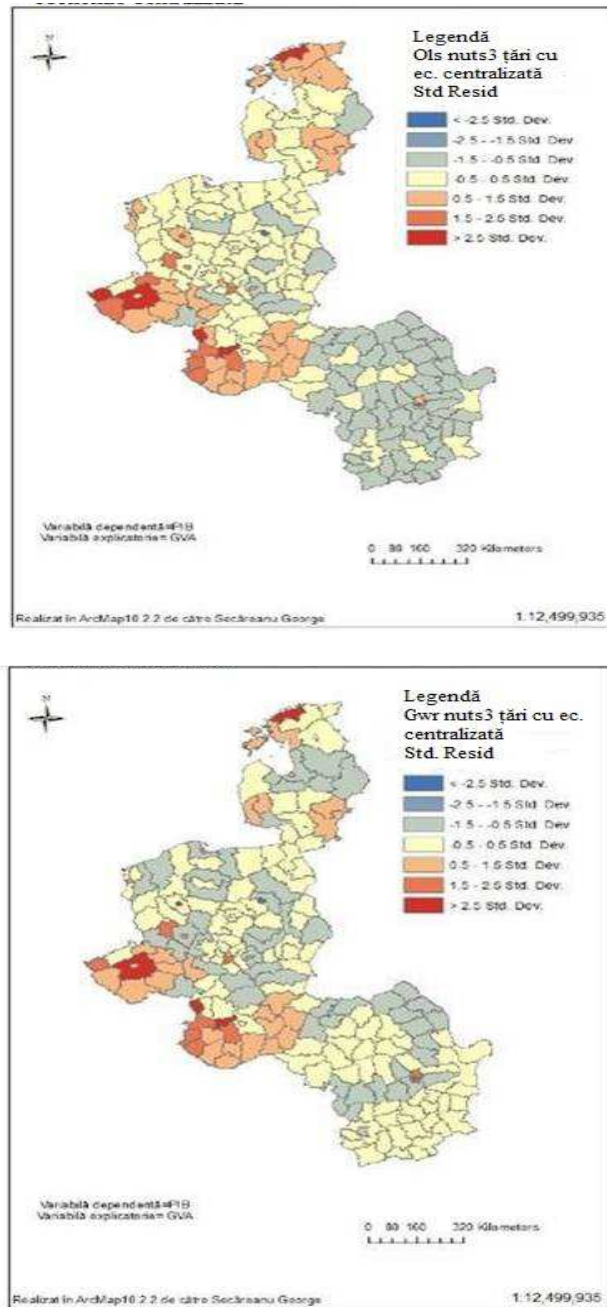 N
Legendă
Ols nuts3 țări cu
ec. centralizată
Std Resid
< -2.5 Std. Dev.
-2.5 - -1.5 Std. Dev.
-1.5 - -0.5 Std. Dev.
-0.5 - 0.5 Std. Dev.
0.5 - 1.5 Std. Dev.
1.5 - 2.5 Std. Dev.
> 2.5 Std. Dev.
Variabilă dependentă=PIB
Variabilă explicatorie= GVA
0 80 160 320 Kilometers
Realizat în ArcMap10.2.2 de către Secăreanu George 1:12,499,935
N
Legendă
Gwr nuts3 țări cu ec.
centralizată
Std. Resid
< -2.5 Std. Dev.
-2.5 - -1.5 Std. Dev.
-1.5 - -0.5 Std. Dev
-0.5 - 0.5 Std. Dev.
0.5 - 1.5 Std. Dev.
1.5 - 2.5 Std. Dev.
> 2.5 Std. Dev.
Variabilă dependentă=PIB
Variabilă explicatorie= GVA
0 80 160 320 Kilometers
Realizat în ArcMap10.2.2 de către Secăreanu George 1:12,499,935